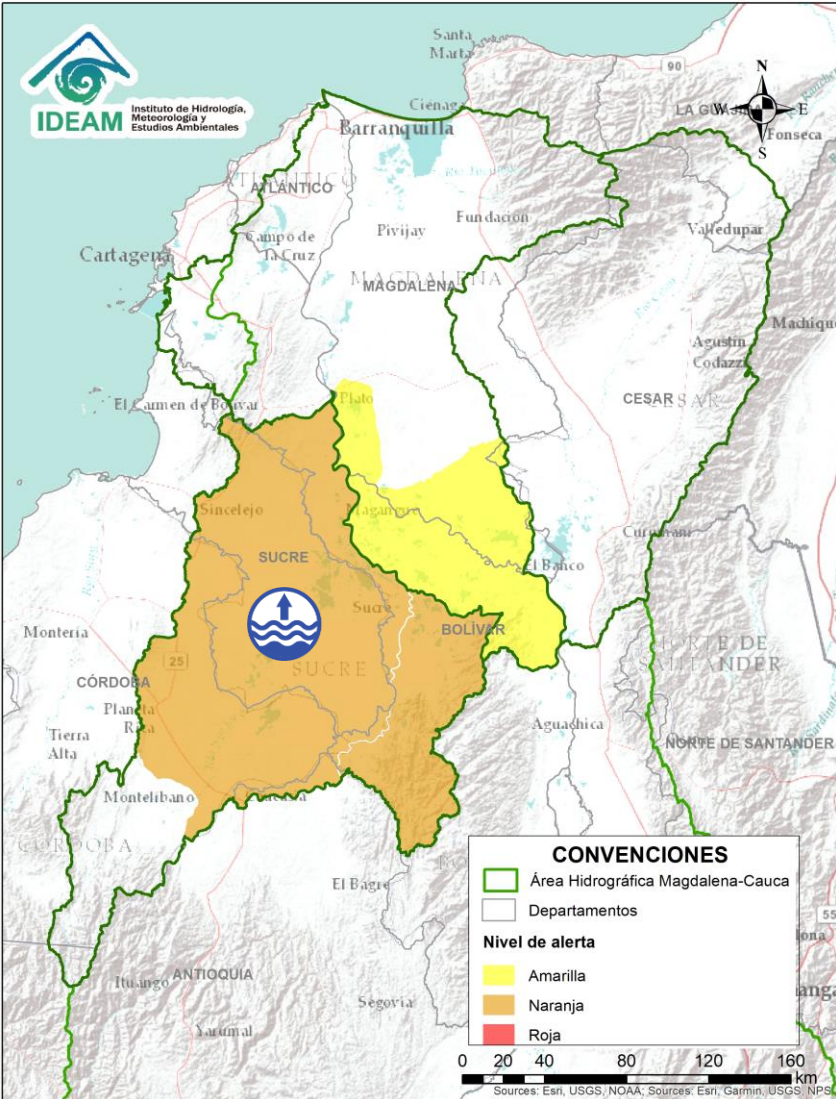 Santa
Marta
90
N
W
E
S
IDEAM
Instituto de Hidrología,
Meteorología y
Estudios Ambientales
Ciénaga
Barranquilla
LA GUAJIRA
Fonseca
ATLÁNTICO
Fundación
Pivijay
Campo de
la Cruz
Valledupar
Cartagena
MAGDALENA
MAGDALENA
Machique
Agustín
Codazzi
CESAR
CESAR
El Carmen de Bolívar
Plato
Sincelejo
Magangué
Curumaní
SUCRE
El Banco
Sucre
Montería
BOLÍVAR
25
SUCRE
NORTE DE
SANTANDER
CÓRDOBA
Planeta
Rica
Tierra
Alta
Aguachica
NORTE DE SANTANDER
Montelíbano
CÓRDOBA
El Bagre
Ituango
ANTIOQUIA
Segovia
Yarumal
CONVENCIONES
Área Hidrográfica Magdalena-Cauca
Departamentos
Nivel de alerta
Amarilla
Naranja
Roja
55
0 20 40 80 120 160
km
Sources: Esri, USGS, NOAA; Sources: Esri, Garmin, USGS, NPS